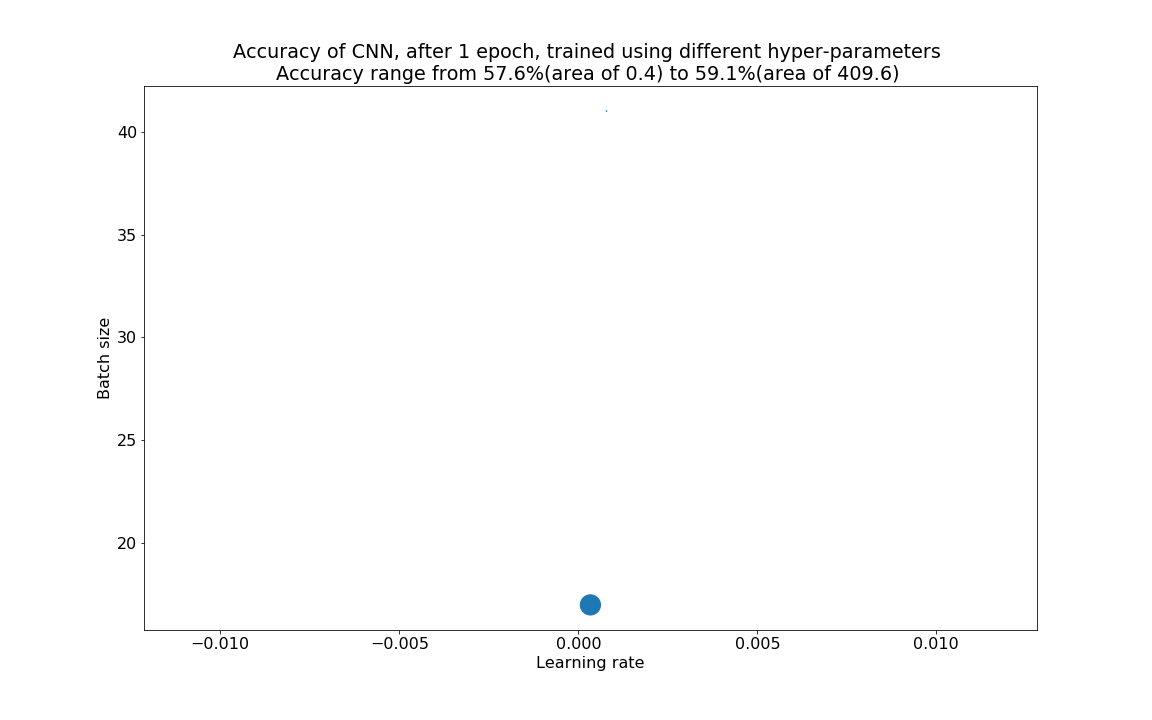 Accuracy of CNN, after 1 epoch, trained using different hyper-parameters
Accuracy range from 57.6%(area of 0.4) to 59.1%(area of 409.6)
40
35
30
25
20
Batch size
−0.010
−0.005
0.000
0.005
0.010
Learning rate